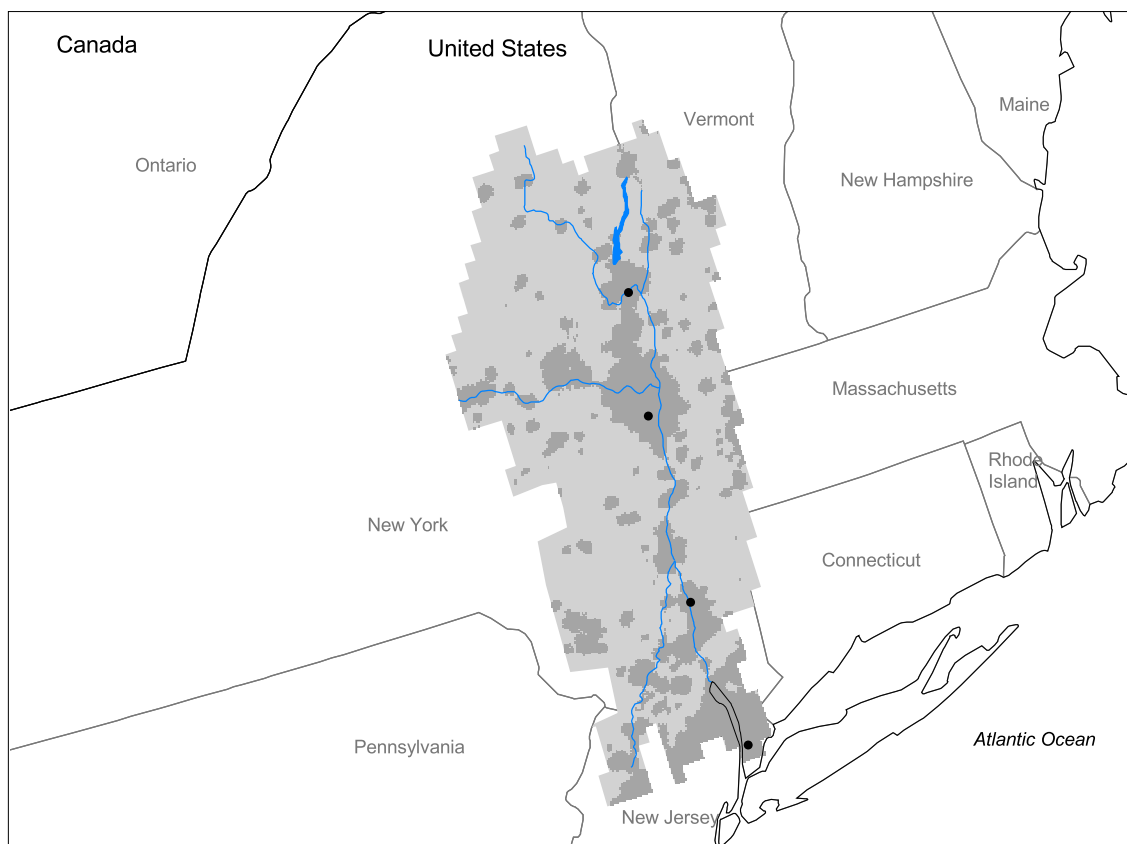 Canada
United States
Maine
Vermont
Ontario
New Hampshire
Massachusetts
Rhode
Island
New York
Connecticut
Pennsylvania
Atlantic Ocean
New Jersey